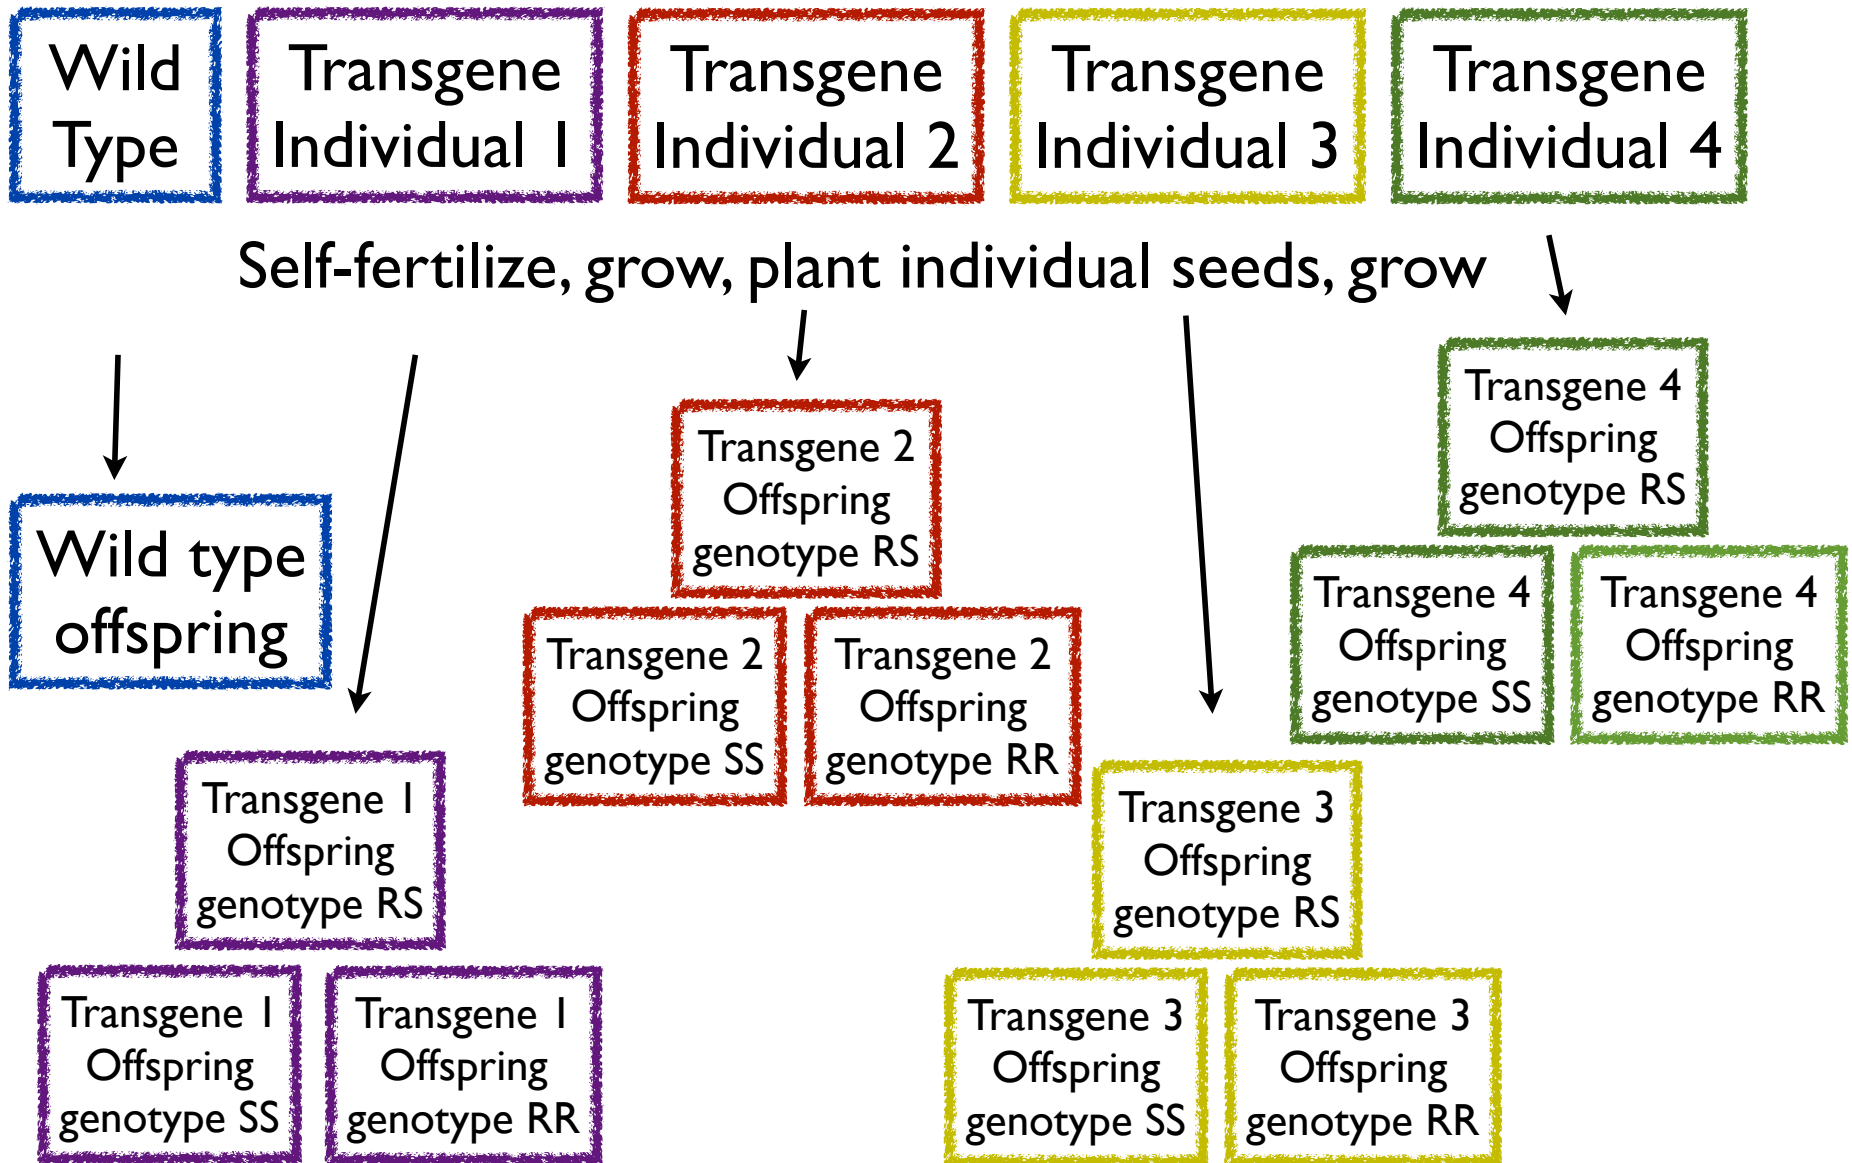 Wild
Type
Transgene
Individual 1
Transgene
Individual 2
Transgene
Individual 3
Transgene
Individual 4
Self-fertilize, grow, plant individual seeds, grow
Wild type
offspring
Transgene 1
Offspring
genotype RS
Transgene 1
Offspring
genotype SS
Transgene 1
Offspring
genotype RR
Transgene 2
Offspring
genotype RS
Transgene 2
Offspring
genotype SS
Transgene 2
Offspring
genotype RR
Transgene 3
Offspring
genotype RS
Transgene 3
Offspring
genotype SS
Transgene 3
Offspring
genotype RR
Transgene 4
Offspring
genotype RS
Transgene 4
Offspring
genotype SS
Transgene 4
Offspring
genotype RR